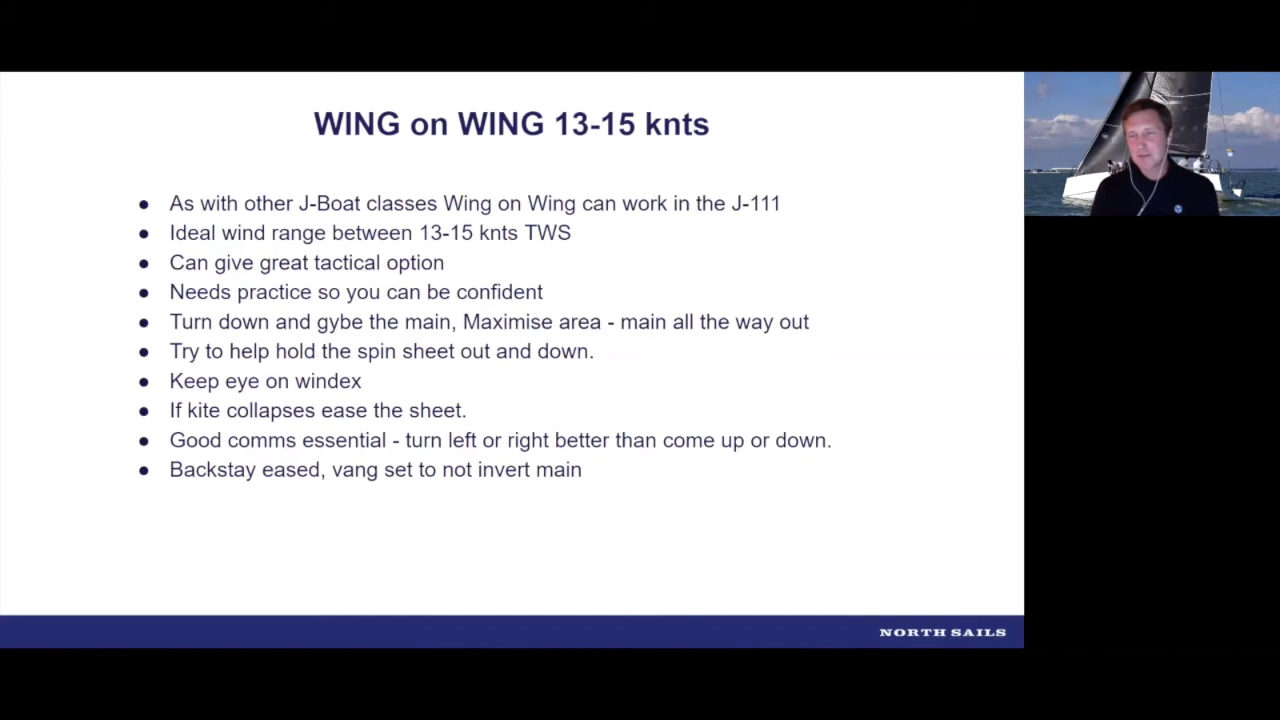 WING on WING 13-15 knts
● As with other J-Boat classes Wing on Wing can work in the J-111
● Ideal wind range between 13-15 knts TWS
● Can give great tactical option
● Needs practice so you can be confident
● Turn down and gybe the main, Maximise area - main all the way out
● Try to help hold the spin sheet out and down.
● Keep eye on windex
● If kite collapses ease the sheet.
● Good comms essential - turn left or right better than come up or down.
● Backstay eased, vang set to not invert main
NORTH SAILS